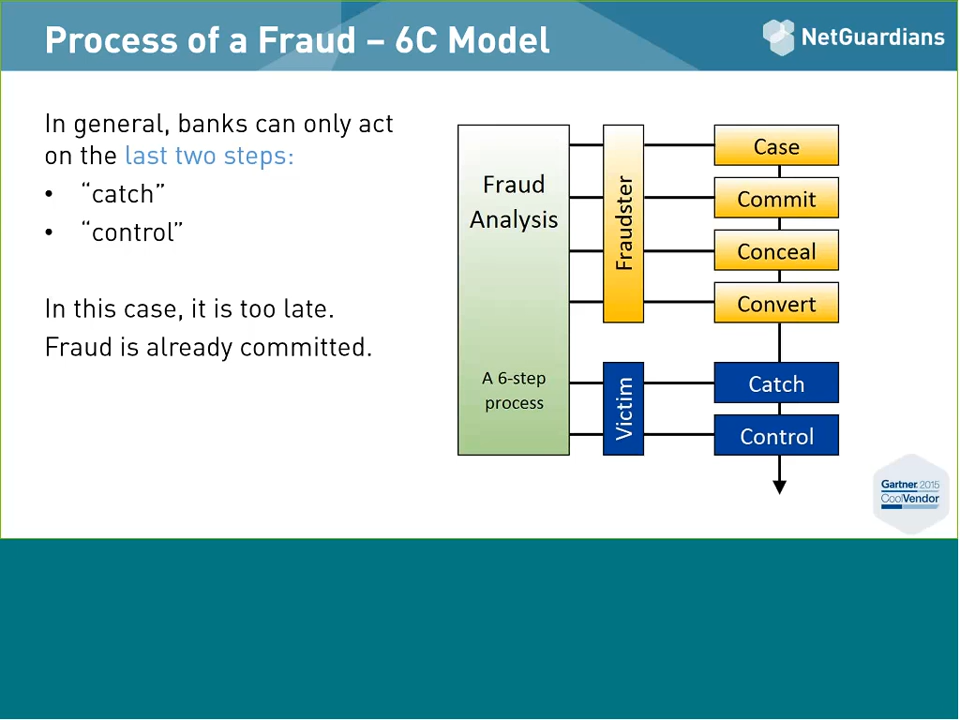 Process of a Fraud – 6C Model
NetGuardians
In general, banks can only act
on the last two steps:
• “catch”
• “control”
In this case, it is too late.
Fraud is already committed.
Fraud
Analysis
A 6-step
process
Fraudster
Victim
Case
Commit
Conceal
Convert
Catch
Control
Gartner. 2015
CoolVendor